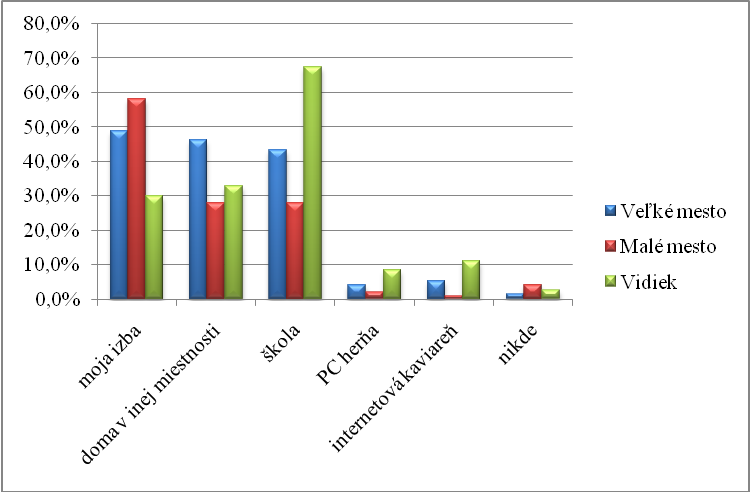 80,0%
70,0%
60,0%
50,0%
40,0%
30,0%
20,0%
10,0%
0,0%
moja izba
doma v inej miestnosti
škola
PC herňa
internetová kaviareň
nikde
Veľké mesto
Malé mesto
Vidiek